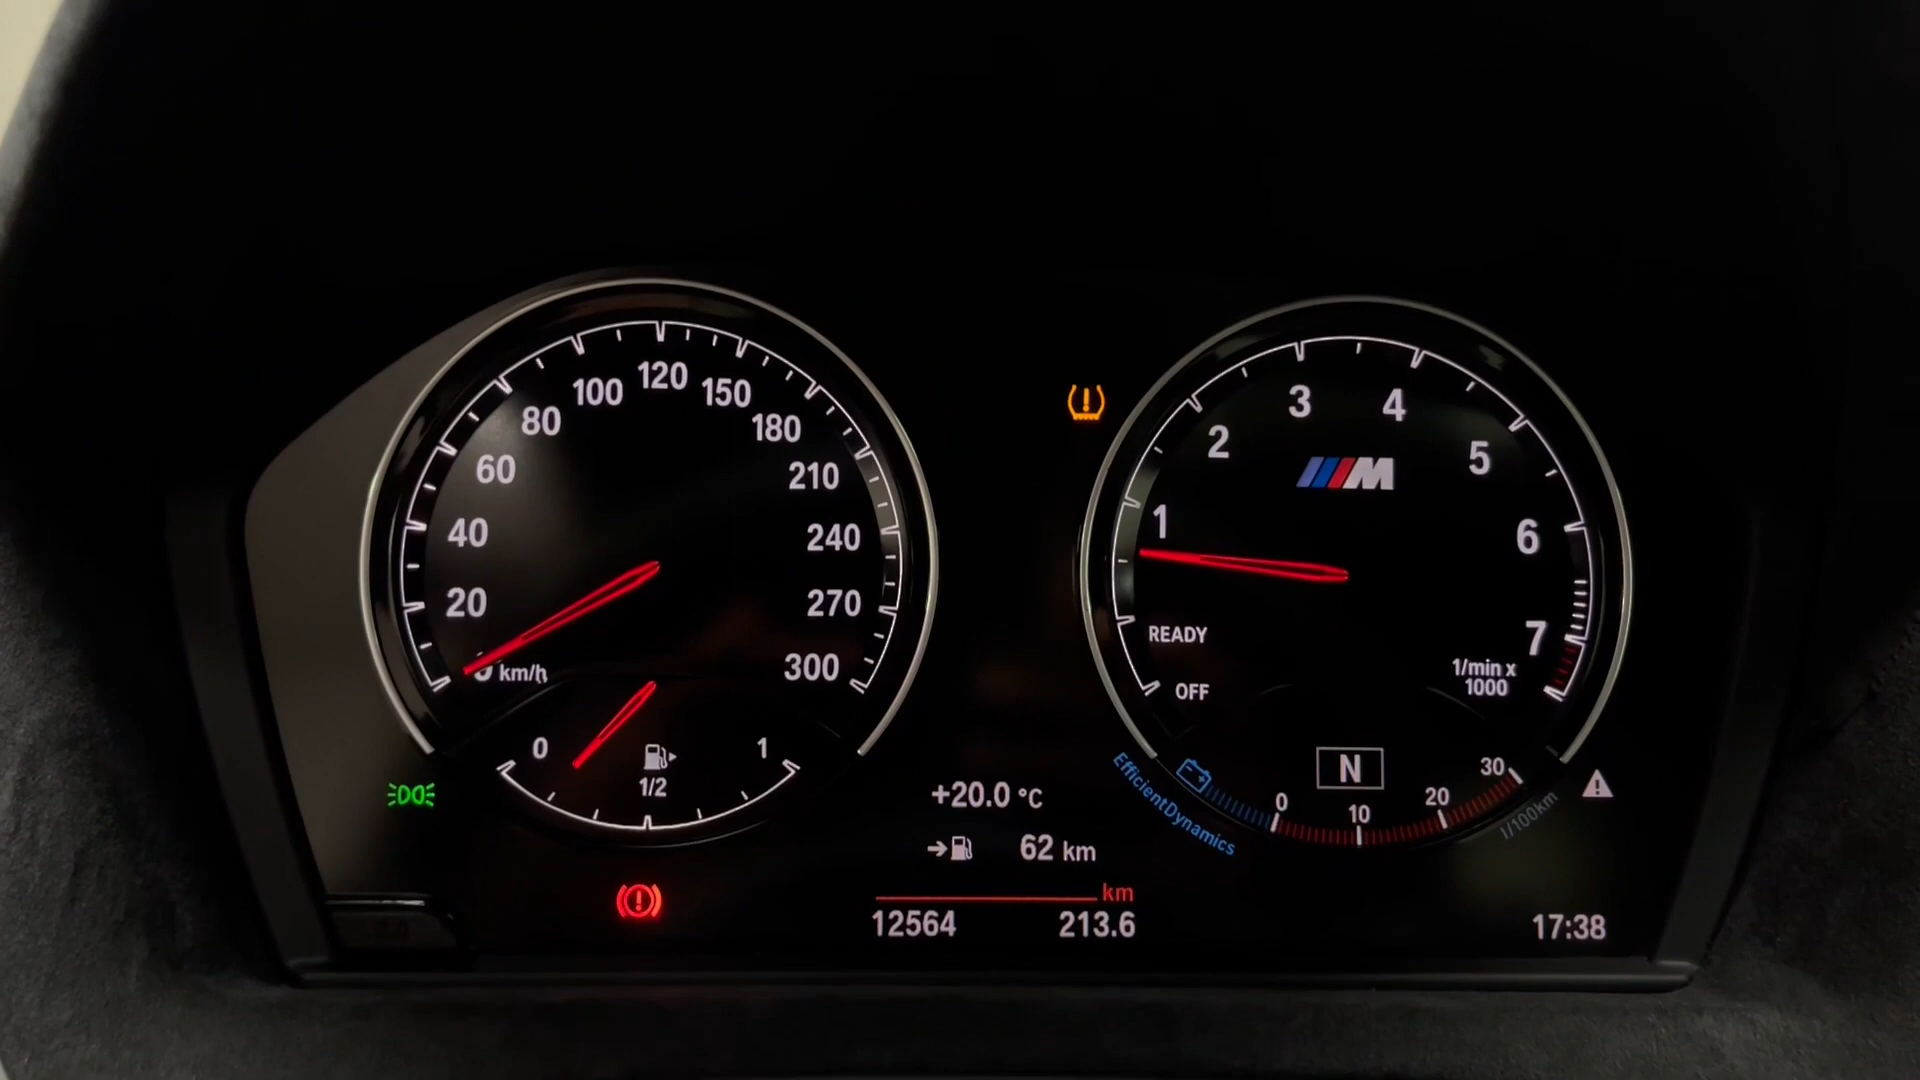 120
100
150
80
180
60
210
40
240
20
270
0 km/h
300
0
1
1/2
3
4
2
M
5
1
6
READY
7
OFF
1/min x
1000
N
EfficientDynamics
0
10
20
30
l/100km
+20.0 °C
62 km
km
12564
213.6
17:38